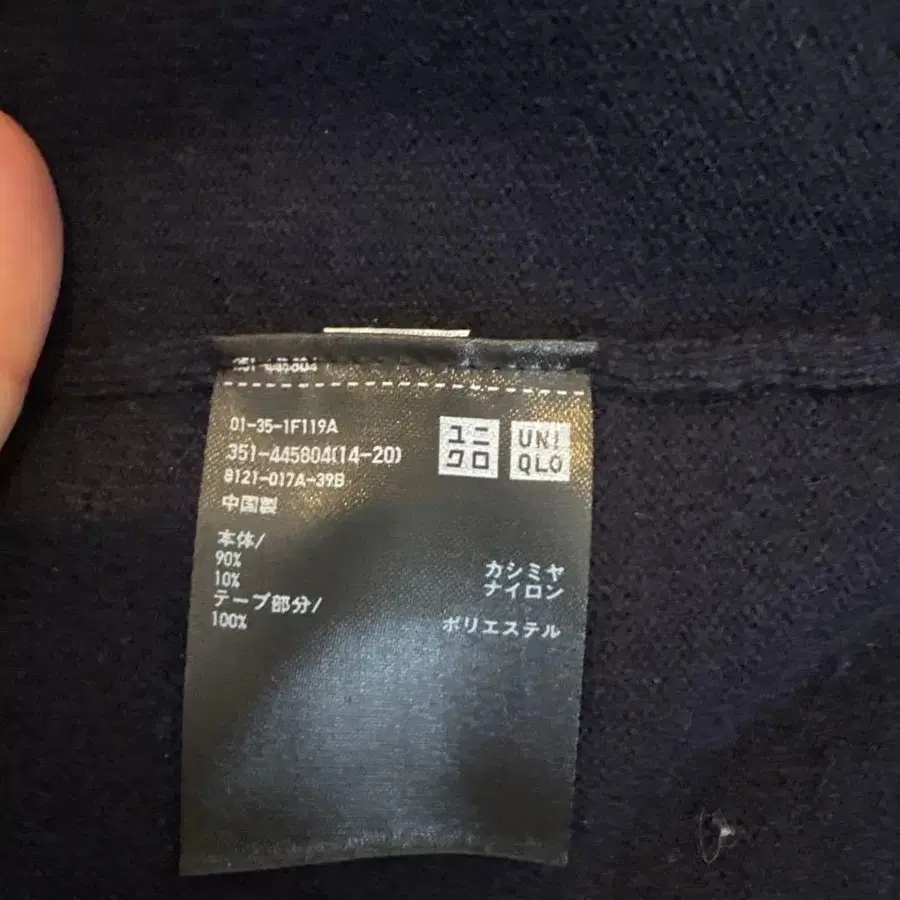 351-445804
01-35-1F119A
351-445804(14-20)
8121-017A-39B
中国製
ユニ
クロ
UNI
QLO
本体/
90% カシミヤ
10% ナイロン
テープ部分/
100% ポリエステル